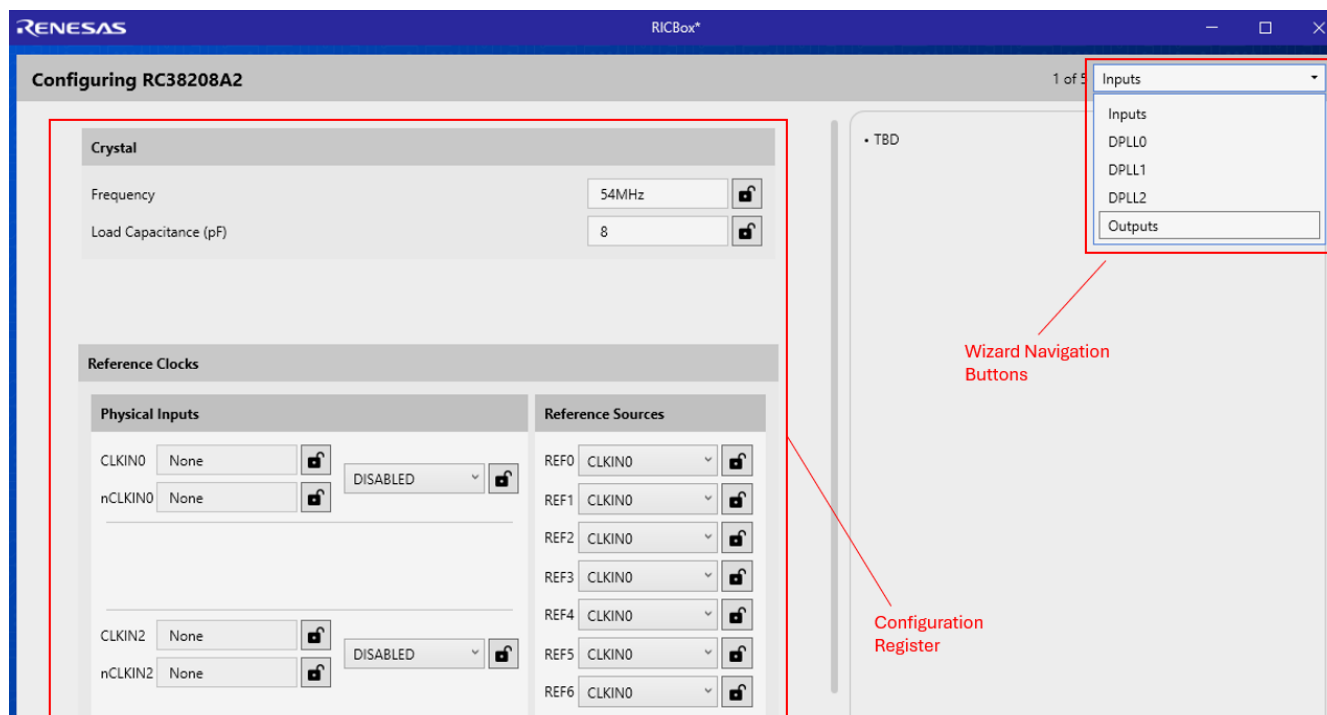 RENESAS
RICBox*
Configuring RC38208A2
1 of 5
Inputs
Inputs
DPLL0
DPLL1
DPLL2
Outputs
• TBD
Crystal
Frequency
54MHz
Load Capacitance (pF)
8
Wizard Navigation
Buttons
Reference Clocks
Physical Inputs
CLKIN0 None
DISABLED
nCLKIN0 None
CLKIN2 None
DISABLED
nCLKIN2 None
Reference Sources
REF0 CLKIN0
REF1 CLKIN0
REF2 CLKIN0
REF3 CLKIN0
REF4 CLKIN0
REF5 CLKIN0
REF6 CLKIN0
Configuration
Register